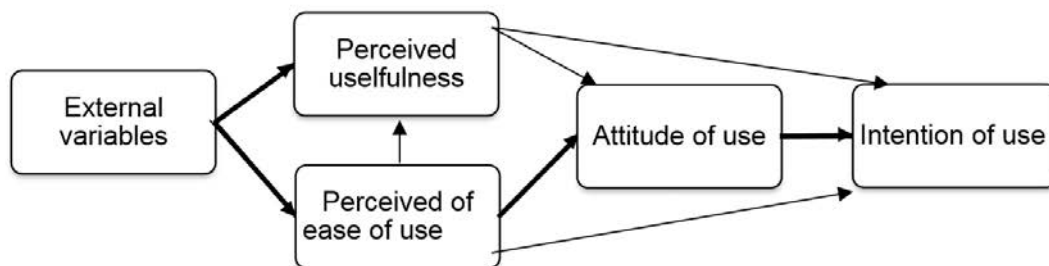 Perceived
uselfulness
External
variables
Attitude of use
Intention of use
Perceived of
ease of use